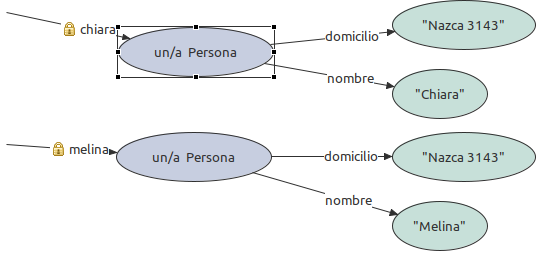 chiara
un/a Persona
domicilio
"Nazca 3143"
nombre
"Chiara"
melina
un/a Persona
domicilio
"Nazca 3143"
nombre
"Melina"